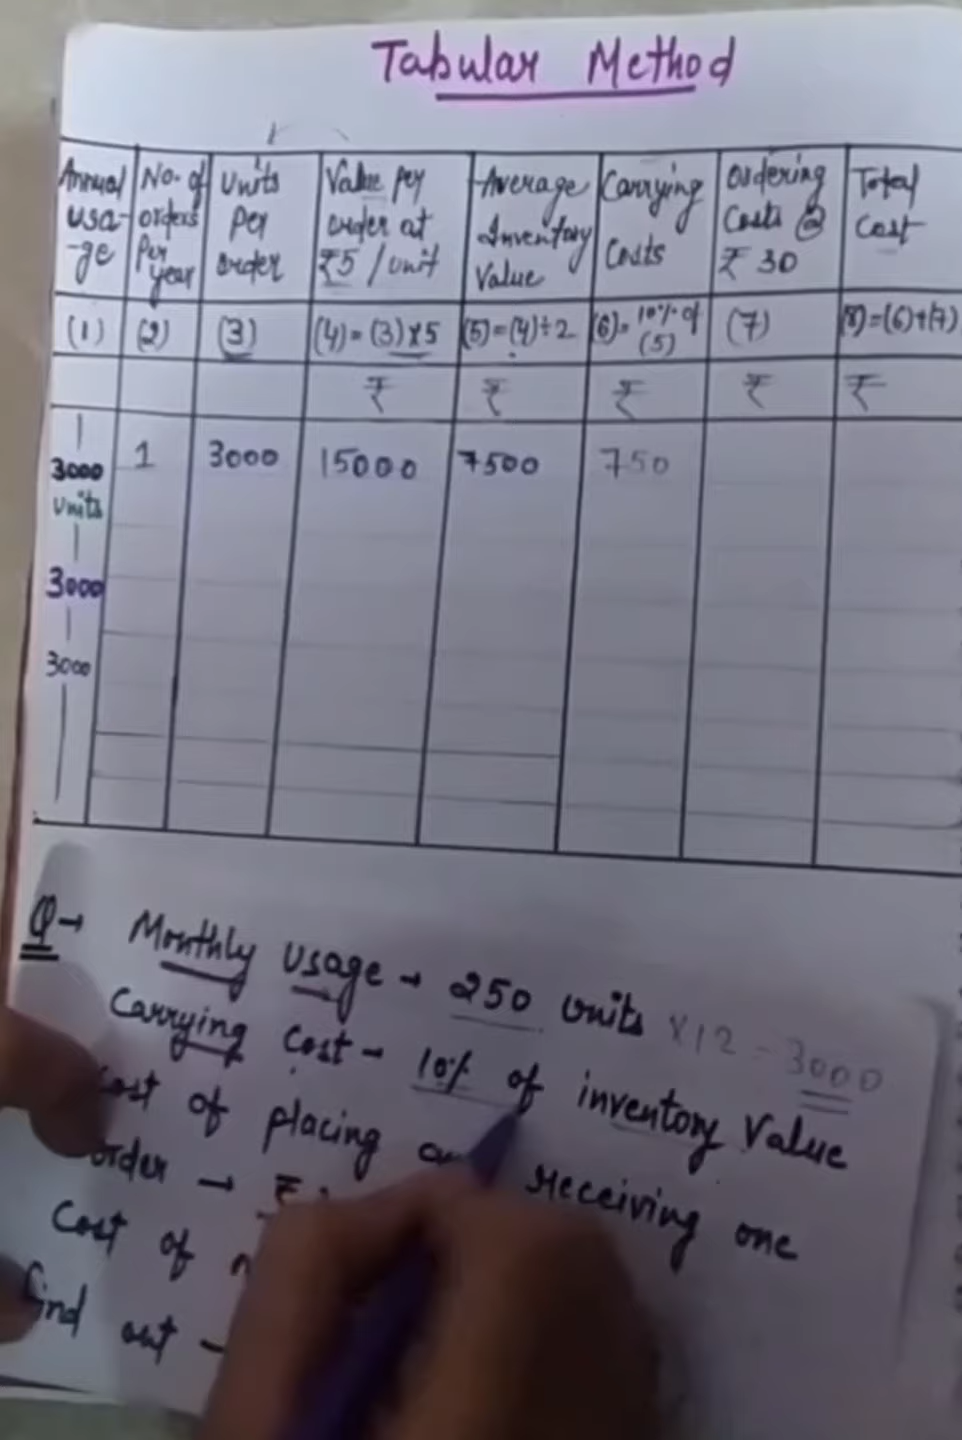 Tabular Method
Annual usa-ge
No. of orders Per year
Units Per order
Value per order at ₹5/unit
Average Inventory Value
Carrying Costs
Ordering Costs @ ₹ 30
Total Cost
(1) (2) (3) (4)=(3)×5 (5)=(4)÷2 (6)=10% of (5) (7) (8)=(6)+(7)
₹ ₹ ₹ ₹ ₹
3000 units 1 3000 15000 7500 750
3000
3000
Q→ Monthly usage → 250 units ×12 = 3000
Carrying Cost → 10% of inventory Value
Cost of placing receiving one
order → ₹
Cost of
find out →